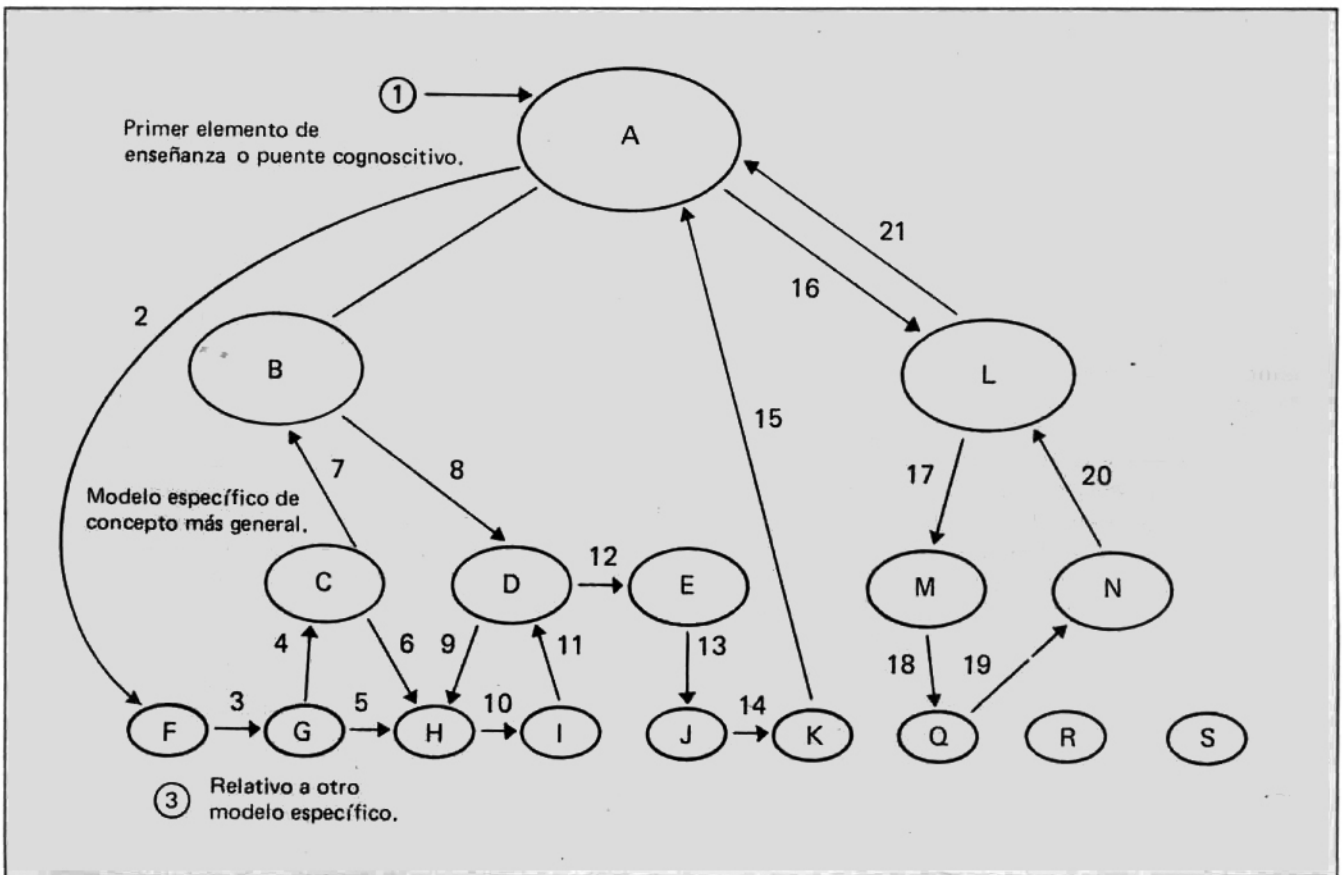 1
A
Primer elemento de
enseñanza o puente cognoscitivo.
21
2
16
B
L
15
7
8
17
20
Modelo específico de
concepto más general.
12
C
D
E
M
N
4
6
9
11
13
18
19
3
5
10
14
F
G
H
I
J
K
Q
R
S
3
Relativo a otro
modelo específico.